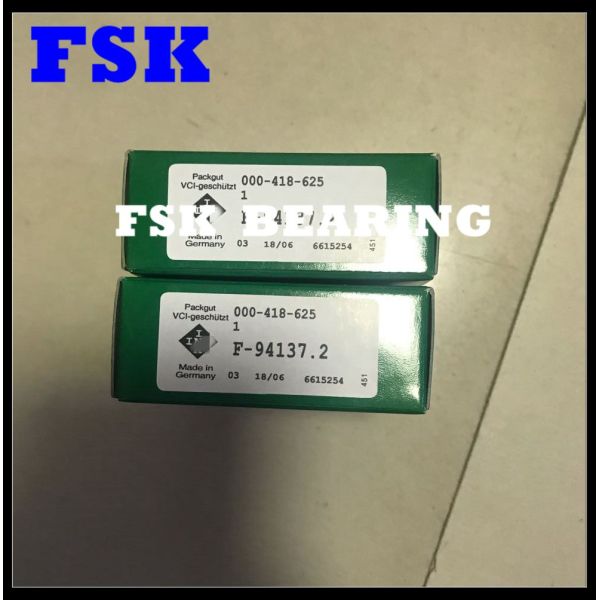 FSK
Packgut
VCI-geschützt
000-418-625
1
FSK BEARING
Made in
Germany
03 18/06 6615254
451
Packgut
VCI-geschützt
000-418-625
1
F-94137.2
Made in
Germany
03 18/06 6615254
451